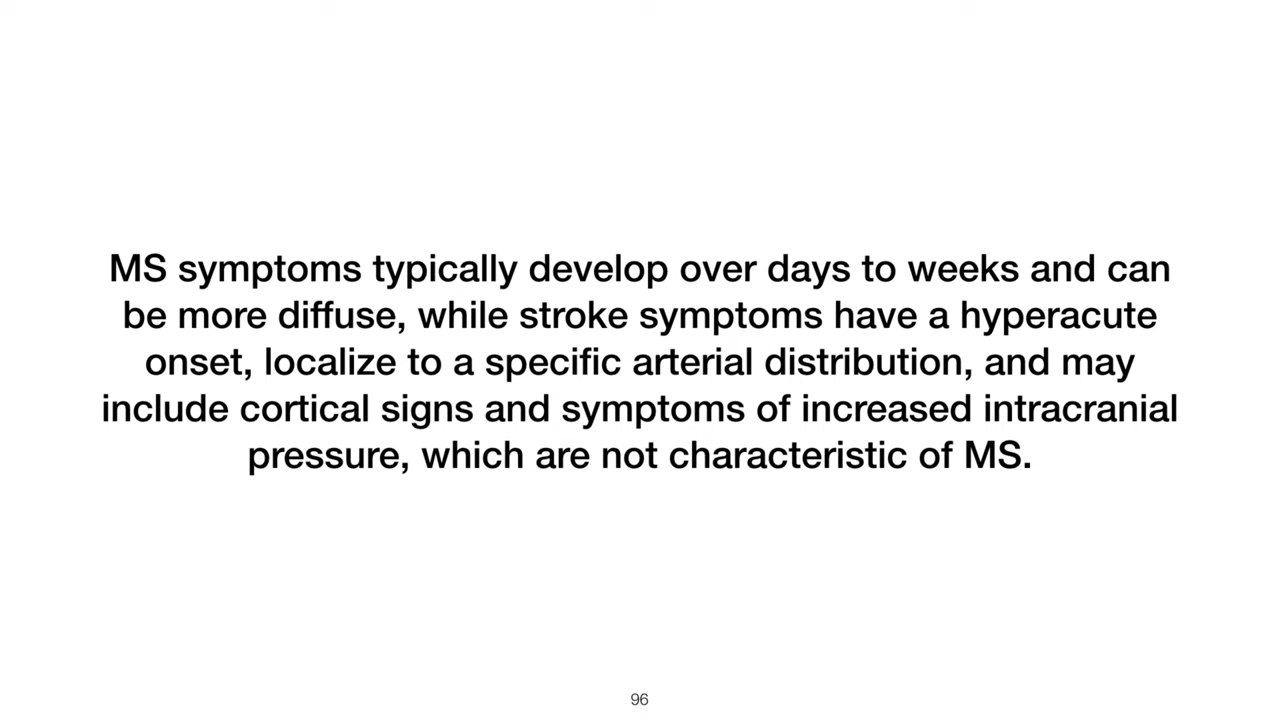 MS symptoms typically develop over days to weeks and can
be more diffuse, while stroke symptoms have a hyperacute
onset, localize to a specific arterial distribution, and may
include cortical signs and symptoms of increased intracranial
pressure, which are not characteristic of MS.
96